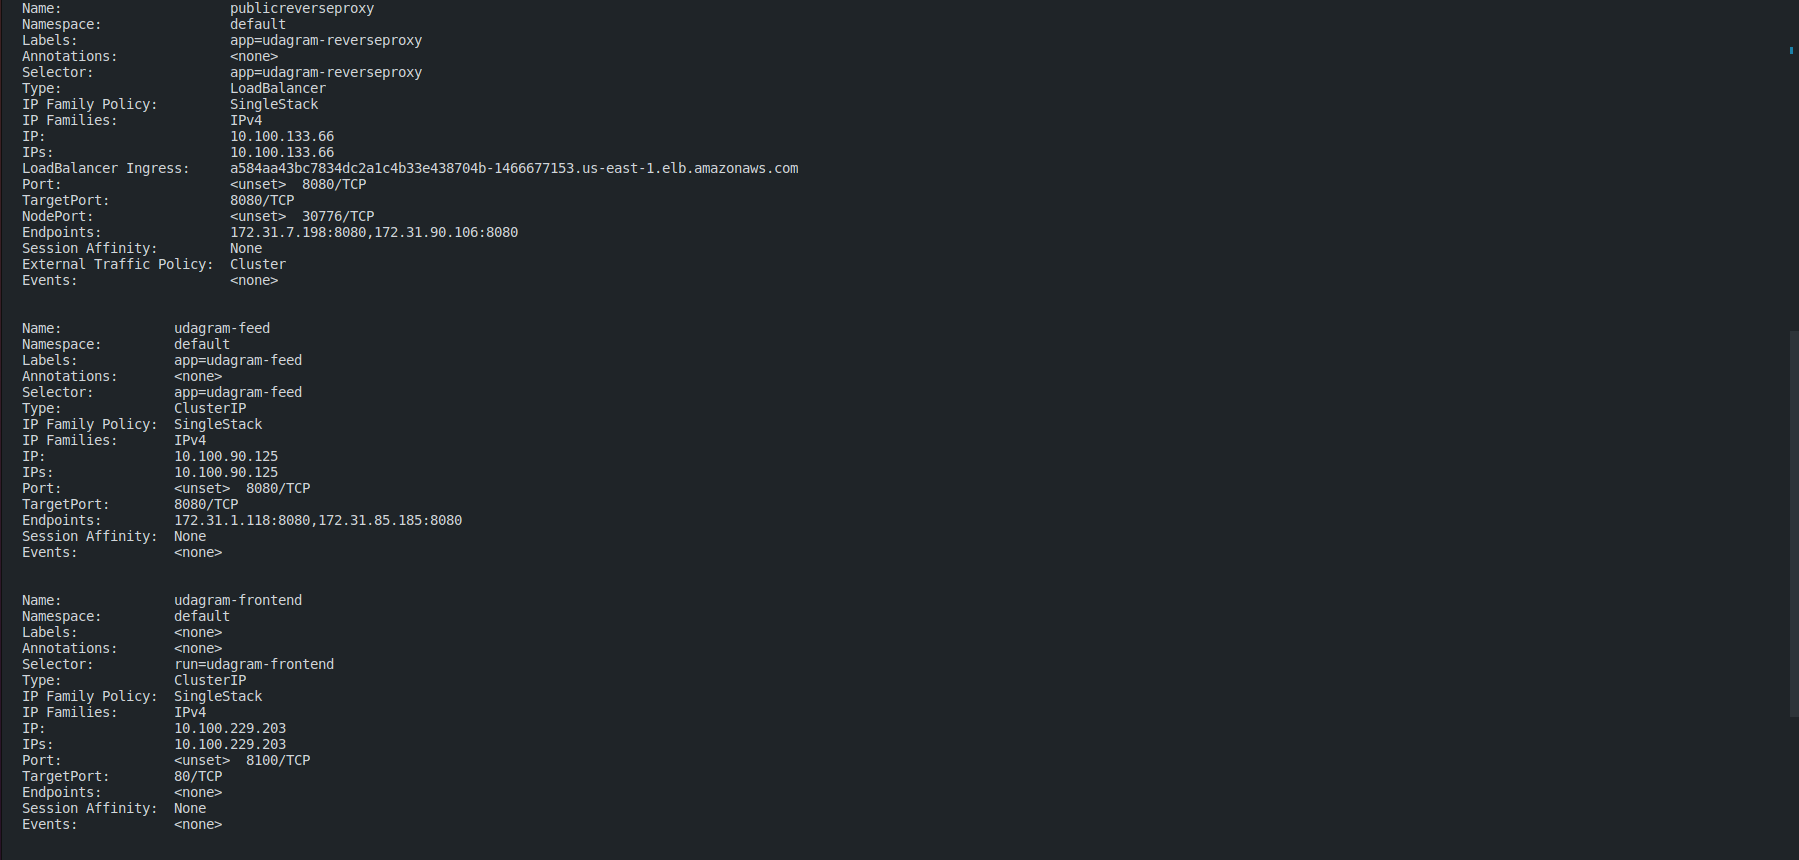 Name: publicreverseproxy
Namespace: default
Labels: app=udagram-reverseproxy
Annotations: <none>
Selector: app=udagram-reverseproxy
Type: LoadBalancer
IP Family Policy: SingleStack
IP Families: IPv4
IP: 10.100.133.66
IPs: 10.100.133.66
LoadBalancer Ingress: a584aa43bc7834dc2a1c4b33e438704b-1466677153.us-east-1.elb.amazonaws.com
Port: <unset> 8080/TCP
TargetPort: 8080/TCP
NodePort: <unset> 30776/TCP
Endpoints: 172.31.7.198:8080,172.31.90.106:8080
Session Affinity: None
External Traffic Policy: Cluster
Events: <none>
Name: udagram-feed
Namespace: default
Labels: app=udagram-feed
Annotations: <none>
Selector: app=udagram-feed
Type: ClusterIP
IP Family Policy: SingleStack
IP Families: IPv4
IP: 10.100.90.125
IPs: 10.100.90.125
Port: <unset> 8080/TCP
TargetPort: 8080/TCP
Endpoints: 172.31.1.118:8080,172.31.85.185:8080
Session Affinity: None
Events: <none>
Name: udagram-frontend
Namespace: default
Labels: <none>
Annotations: <none>
Selector: run=udagram-frontend
Type: ClusterIP
IP Family Policy: SingleStack
IP Families: IPv4
IP: 10.100.229.203
IPs: 10.100.229.203
Port: <unset> 8100/TCP
TargetPort: 80/TCP
Endpoints: <none>
Session Affinity: None
Events: <none>